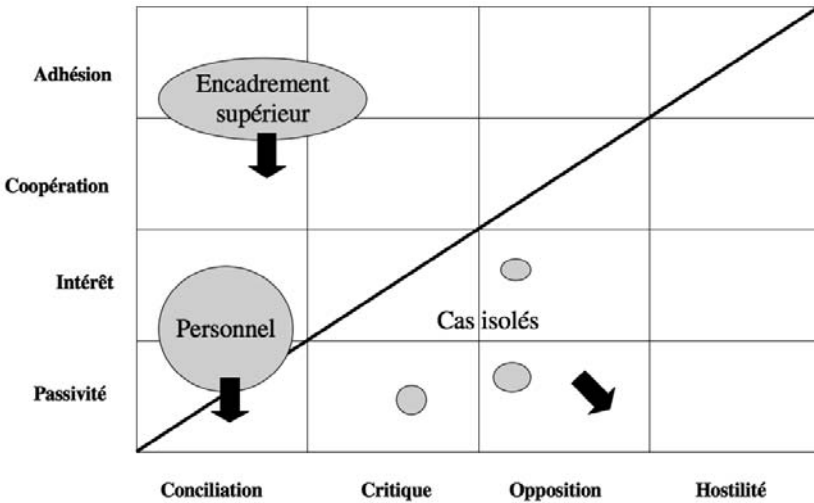 Adhésion
Encadrement
supérieur
Coopération
Intérêt
Cas isolés
Personnel
Passivité
Conciliation
Critique
Opposition
Hostilité